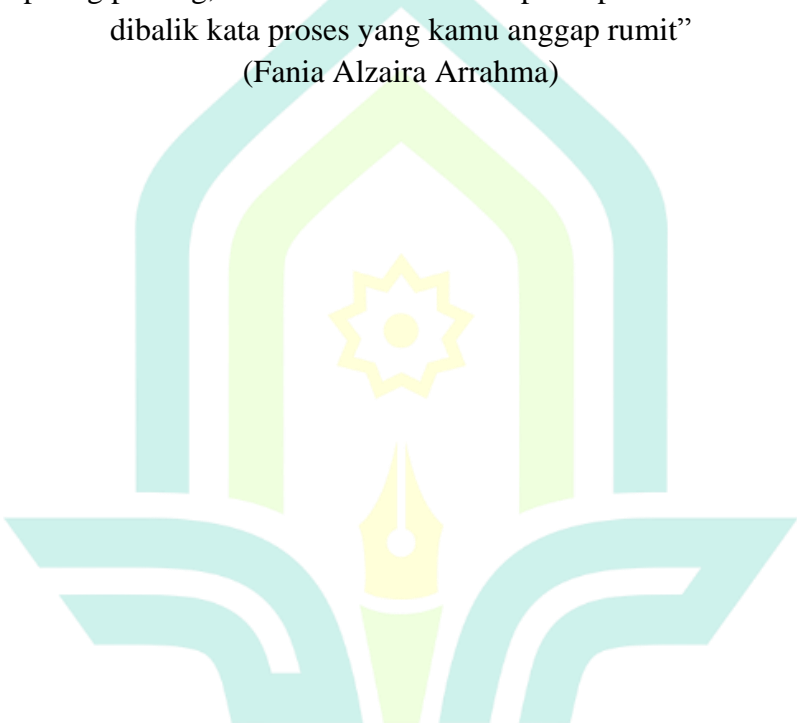 dibalik kata proses yang kamu anggap rumit”
(Fania Alzaira Arrahma)